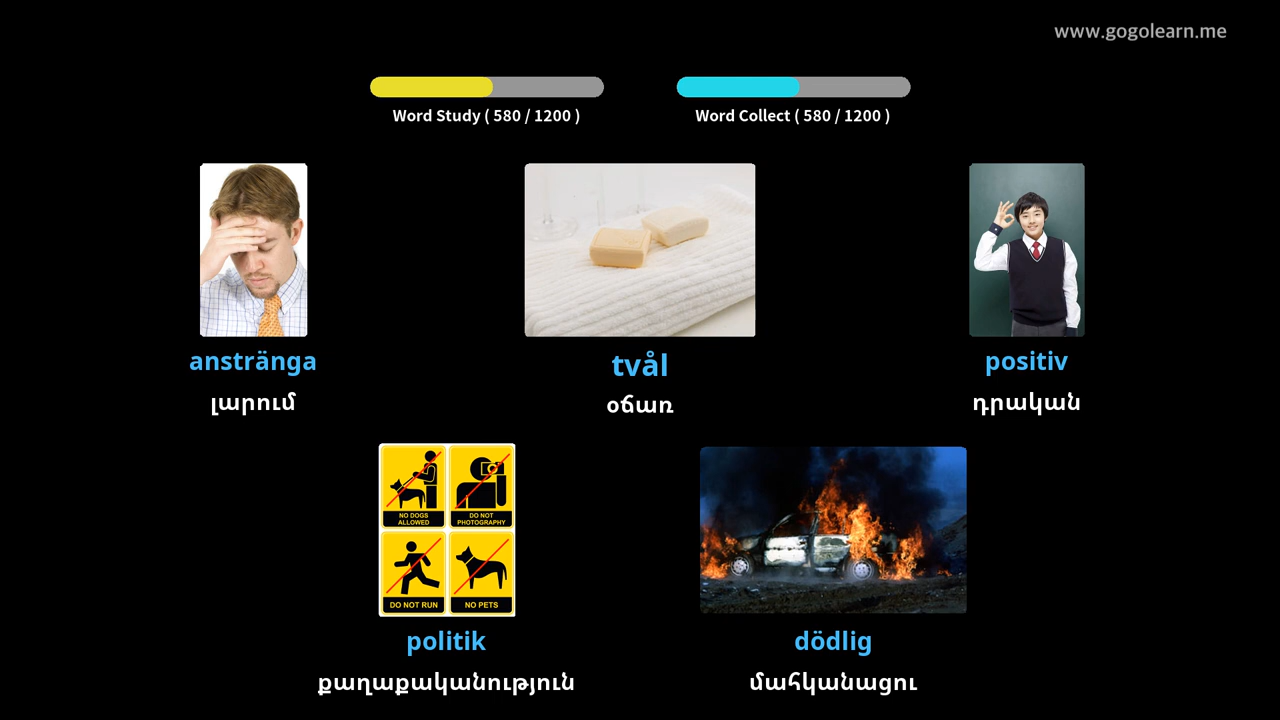 www.gogolearn.me
Word Study ( 580 / 1200 )
Word Collect ( 580 / 1200 )
anstränga
լարում
tvål
օճառ
positiv
դրական
NO DOGS
ALLOWED
DO NOT
PHOTOGRAPHY
DO NOT RUN
NO PETS
politik
քաղաքականություն
dödlig
մահկանացու